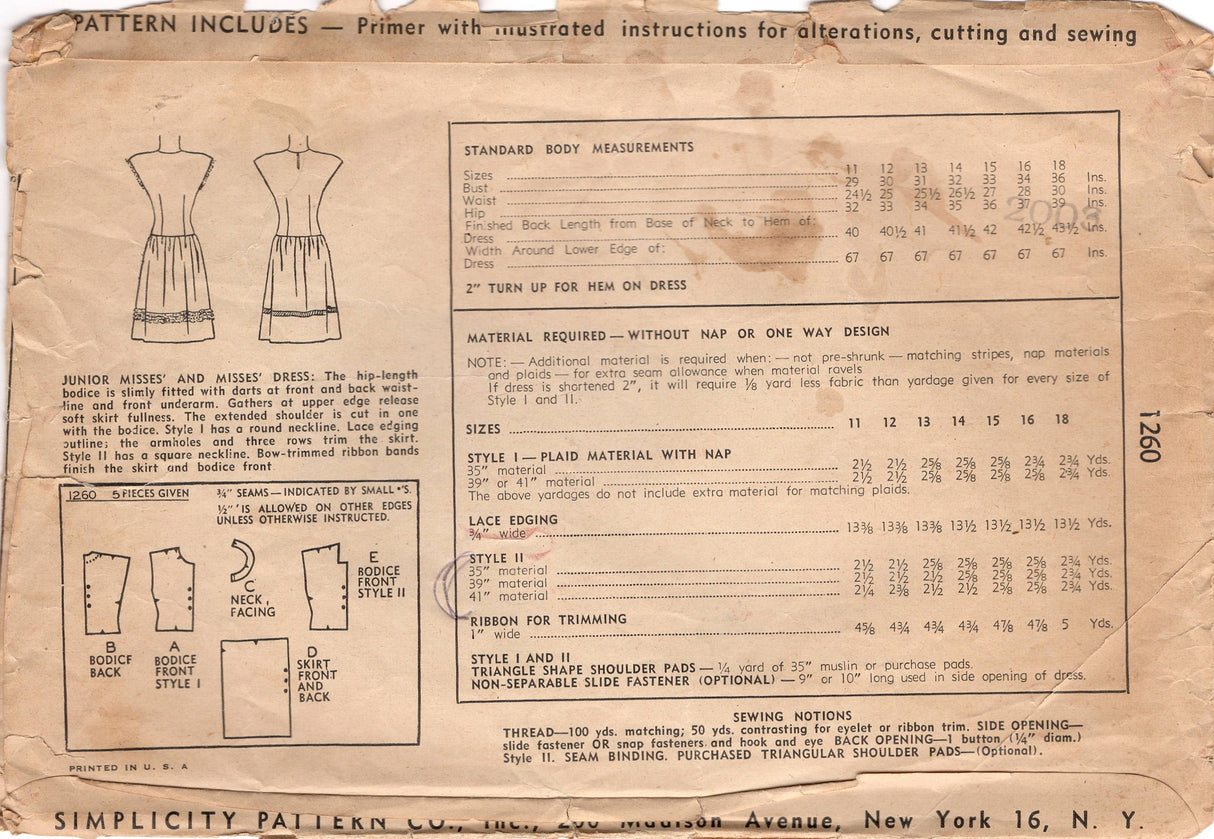 PATTERN INCLUDES — Primer with illustrated instructions for alterations, cutting and sewing
JUNIOR MISSES' AND MISSES' DRESS: The hip-length
bodice is slimly fitted with darts at front and back waist-
line and front underarm. Gathers at upper edge release
soft skirt fullness. The extended shoulder is cut in one
with the bodice. Style I has a round neckline. Lace edging
outline; the armholes and three rows trim the skirt.
Style II has a square neckline. Bow-trimmed ribbon bands
finish the skirt and bodice front
1260 5 PIECES GIVEN
¾" SEAMS — INDICATED BY SMALL •'S.
½" IS ALLOWED ON OTHER EDGES
UNLESS OTHERWISE INSTRUCTED.
B
BODICE
BACK
A
BODICE
FRONT
STYLE I
C
NECK
FACING
E
BODICE
FRONT
STYLE II
D
SKIRT
FRONT
AND
BACK
PRINTED IN U. S. A
STANDARD BODY MEASUREMENTS
Sizes 11 12 13 14 15 16 18
Bust 29 30 31 32 33 34 36 Ins.
Waist 24½ 25 25½ 26½ 27 28 30 Ins.
Hip 32 33 34 35 36 37 39 Ins.
2003
Finished Back Length from Base of Neck to Hem of:
Dress 40 40½ 41 41½ 42 42½ 43½ Ins.
Width Around Lower Edge of:
Dress 67 67 67 67 67 67 67 Ins.
2" TURN UP FOR HEM ON DRESS
MATERIAL REQUIRED — WITHOUT NAP OR ONE WAY DESIGN
NOTE: — Additional material is required when: — not pre-shrunk — matching stripes, nap materials
and plaids — for extra seam allowance when material ravels
If dress is shortened 2", it will require ⅛ yard less fabric than yardage given for every size of
Style I and II.
SIZES 11 12 13 14 15 16 18
STYLE I — PLAID MATERIAL WITH NAP
35" material 2½ 2½ 2⅝ 2⅝ 2⅝ 2¾ 2¾ Yds.
39" or 41" material 2½ 2½ 2⅝ 2⅝ 2⅝ 2¾ 2¾ Yds.
The above yardages do not include extra material for matching plaids.
LACE EDGING
¾" wide 13⅜ 13⅜ 13⅜ 13½ 13½ 13½ 13½ Yds.
STYLE II
35" material 2½ 2½ 2⅝ 2⅝ 2⅝ 2⅝ 2¾ Yds.
39" material 2½ 2½ 2½ 2⅝ 2⅝ 2⅝ 2¾ Yds.
41" material 2¼ 2⅜ 2½ 2½ 2⅝ 2⅝ 2¾ Yds.
RIBBON FOR TRIMMING
1" wide 4⅝ 4¾ 4¾ 4¾ 4⅞ 4⅞ 5 Yds.
STYLE I AND II
TRIANGLE SHAPE SHOULDER PADS — ¼ yard of 35" muslin or purchase pads.
NON-SEPARABLE SLIDE FASTENER (OPTIONAL) — 9" or 10" long used in side opening of dress.
1260
SEWING NOTIONS
THREAD—100 yds. matching; 50 yds. contrasting for eyelet or ribbon trim. SIDE OPENING—
slide fastener OR snap fasteners and hook and eye BACK OPENING—1 button (¼" diam.)
Style II. SEAM BINDING. PURCHASED TRIANGULAR SHOULDER PADS—(Optional).
SIMPLICITY PATTERN CO., Inc., 200 Madison Avenue, New York 16, N. Y.